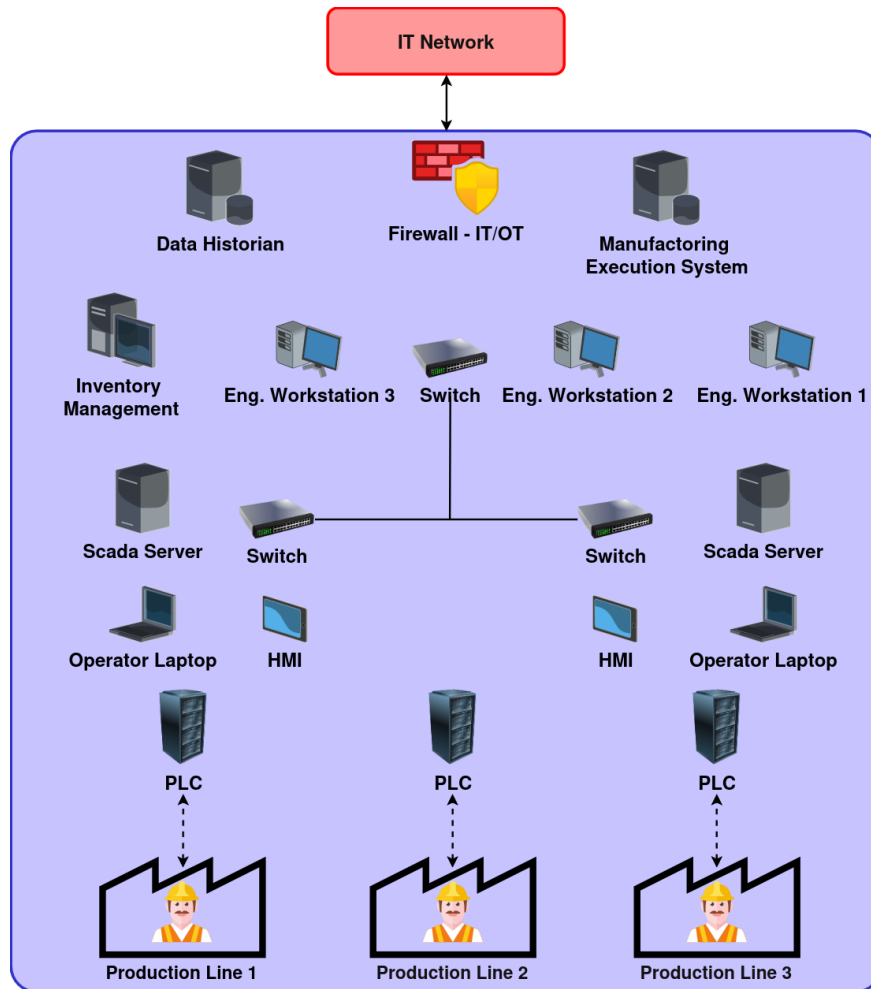 IT Network
Data Historian
Firewall - IT/OT
Manufactoring
Execution System
Inventory
Management
Eng. Workstation 3
Switch
Eng. Workstation 2
Eng. Workstation 1
Scada Server
Switch
Switch
Scada Server
Operator Laptop
HMI
HMI
Operator Laptop
PLC
PLC
PLC
Production Line 1
Production Line 2
Production Line 3